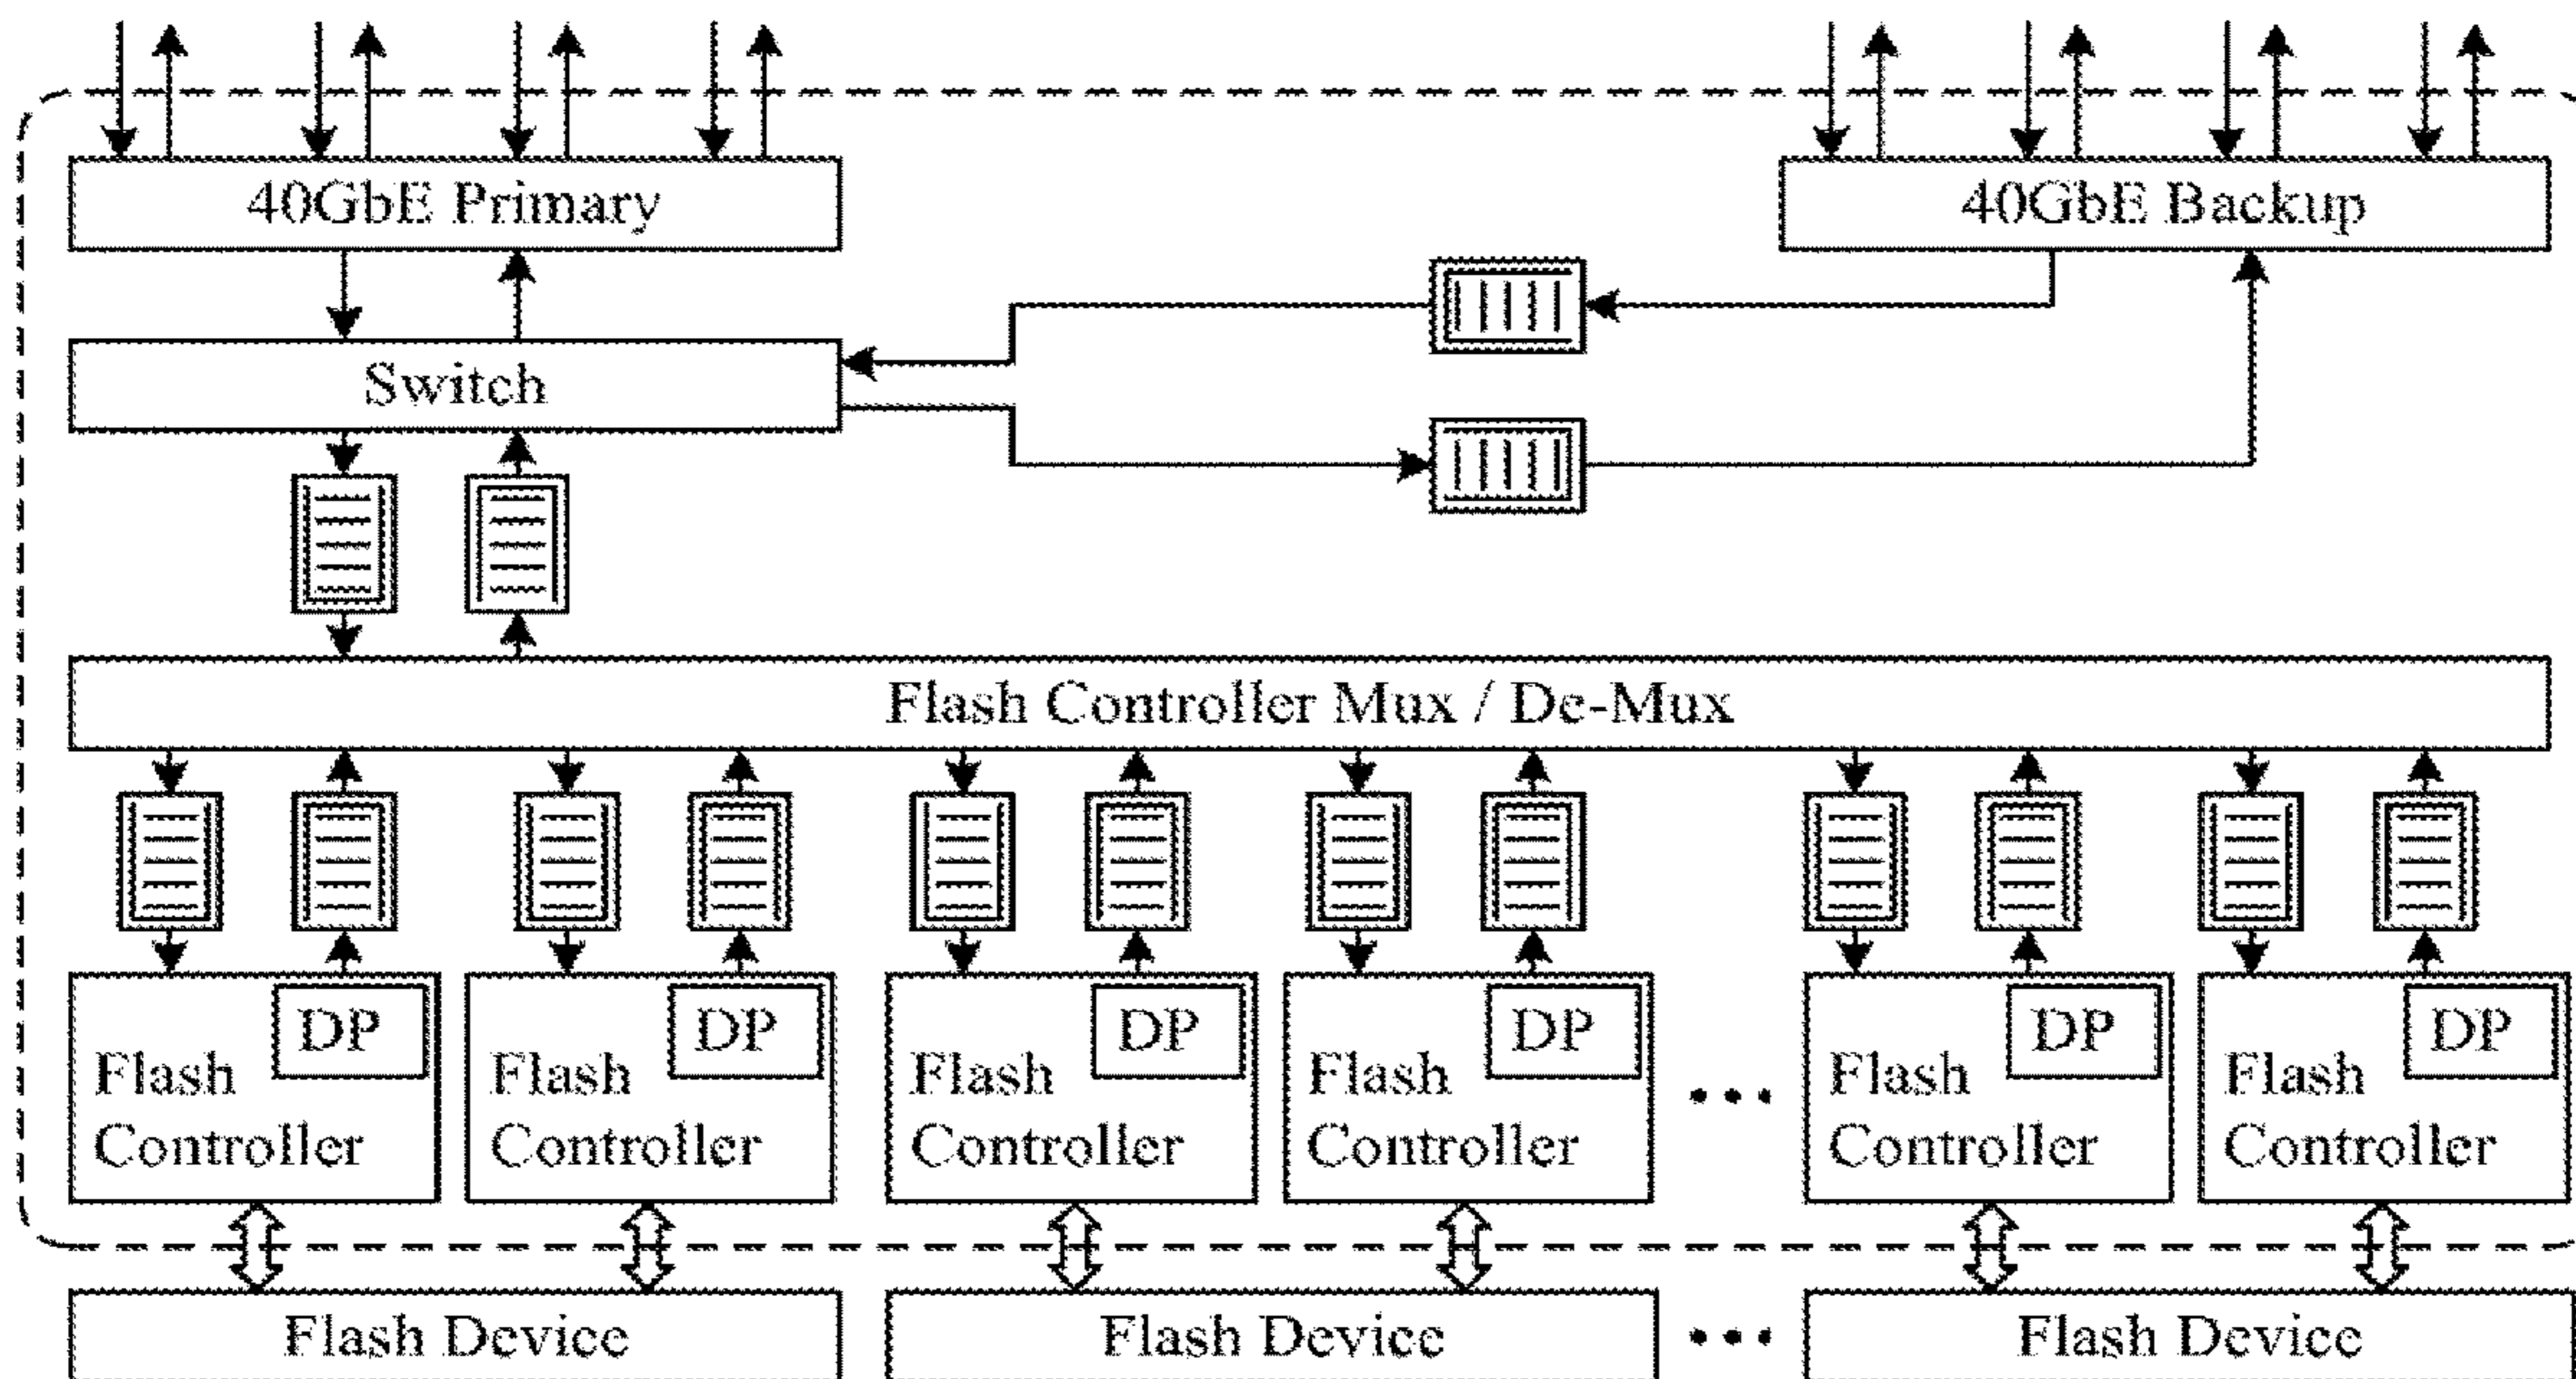 40GbE Primary
40GbE Backup
Switch
Flash Controller Mux / De-Mux
DP
Flash
Controller
DP
Flash
Controller
DP
Flash
Controller
DP
Flash
Controller
DP
Flash
Controller
DP
Flash
Controller
Flash Device
Flash Device
Flash Device